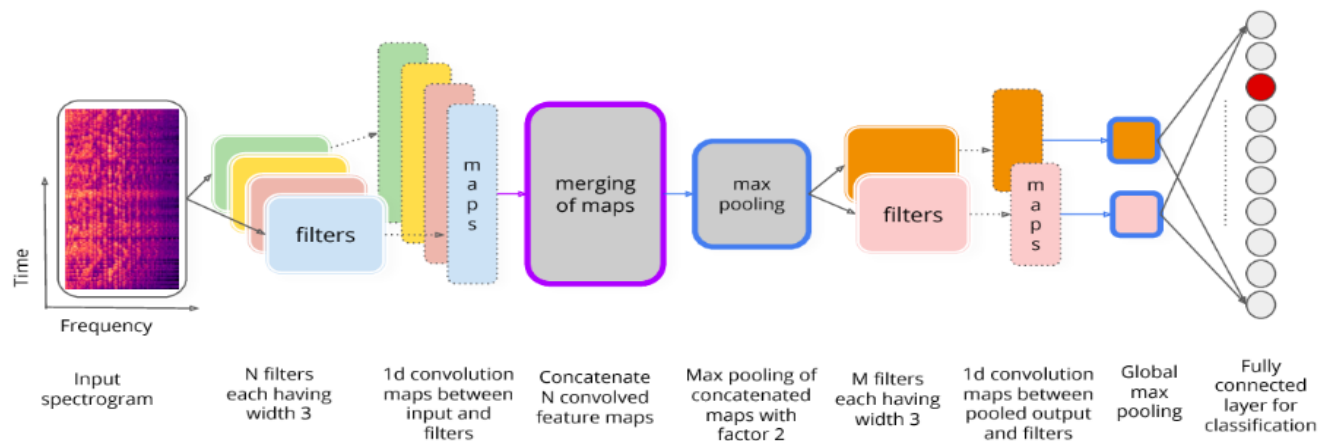 Time
Frequency
filters
m
a
p
s
merging
of maps
max
pooling
filters
m
a
p
s
Input
spectrogram
N filters
each having
width 3
1d convolution
maps between
input and
filters
Concatenate
N convolved
feature maps
Max pooling of
concatenated
maps with
factor 2
M filters
each having
width 3
1d convolution
maps between
pooled output
and filters
Global
max
pooling
Fully
connected
layer for
classification